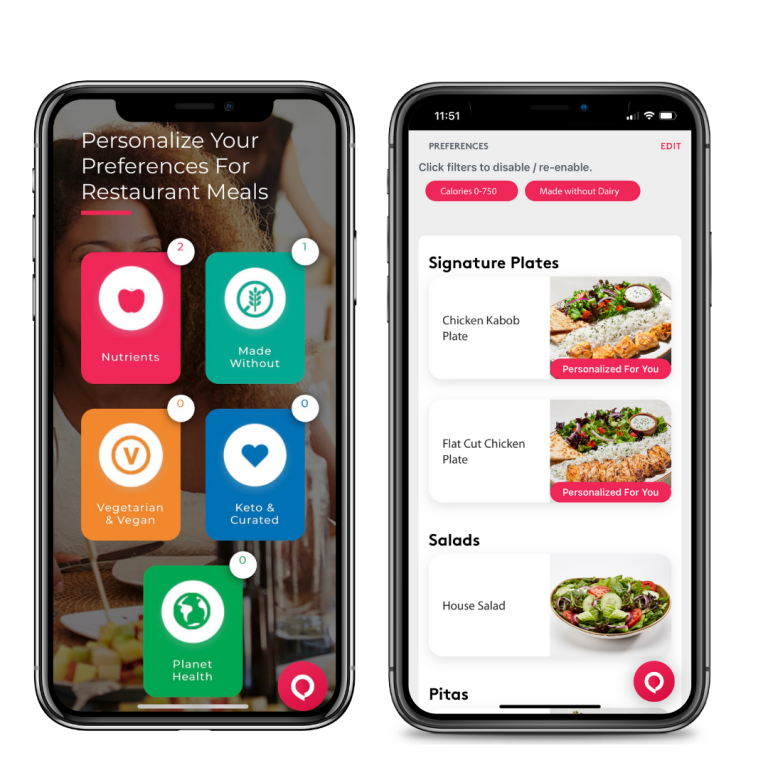 Personalize Your
Preferences For
Restaurant Meals
2
1
Nutrients
Made
Without
0
0
V
Vegetarian
& Vegan
Keto &
Curated
0
Planet
Health
11:51
PREFERENCES
EDIT
Click filters to disable / re-enable.
Calories 0-750
Made without Dairy
Signature Plates
Chicken Kabob
Plate
Personalized For You
Flat Cut Chicken
Plate
Personalized For You
Salads
House Salad
Pitas